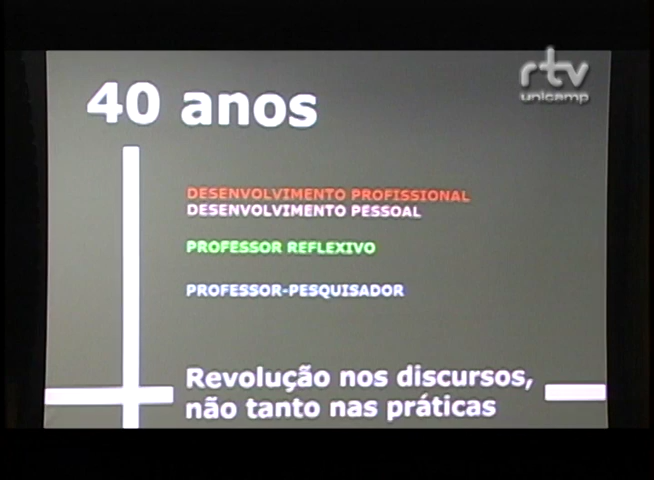 rtv
unicamp
40 anos
DESENVOLVIMENTO PROFISSIONAL
DESENVOLVIMENTO PESSOAL
PROFESSOR REFLEXIVO
PROFESSOR-PESQUISADOR
Revolução nos discursos,
não tanto nas práticas